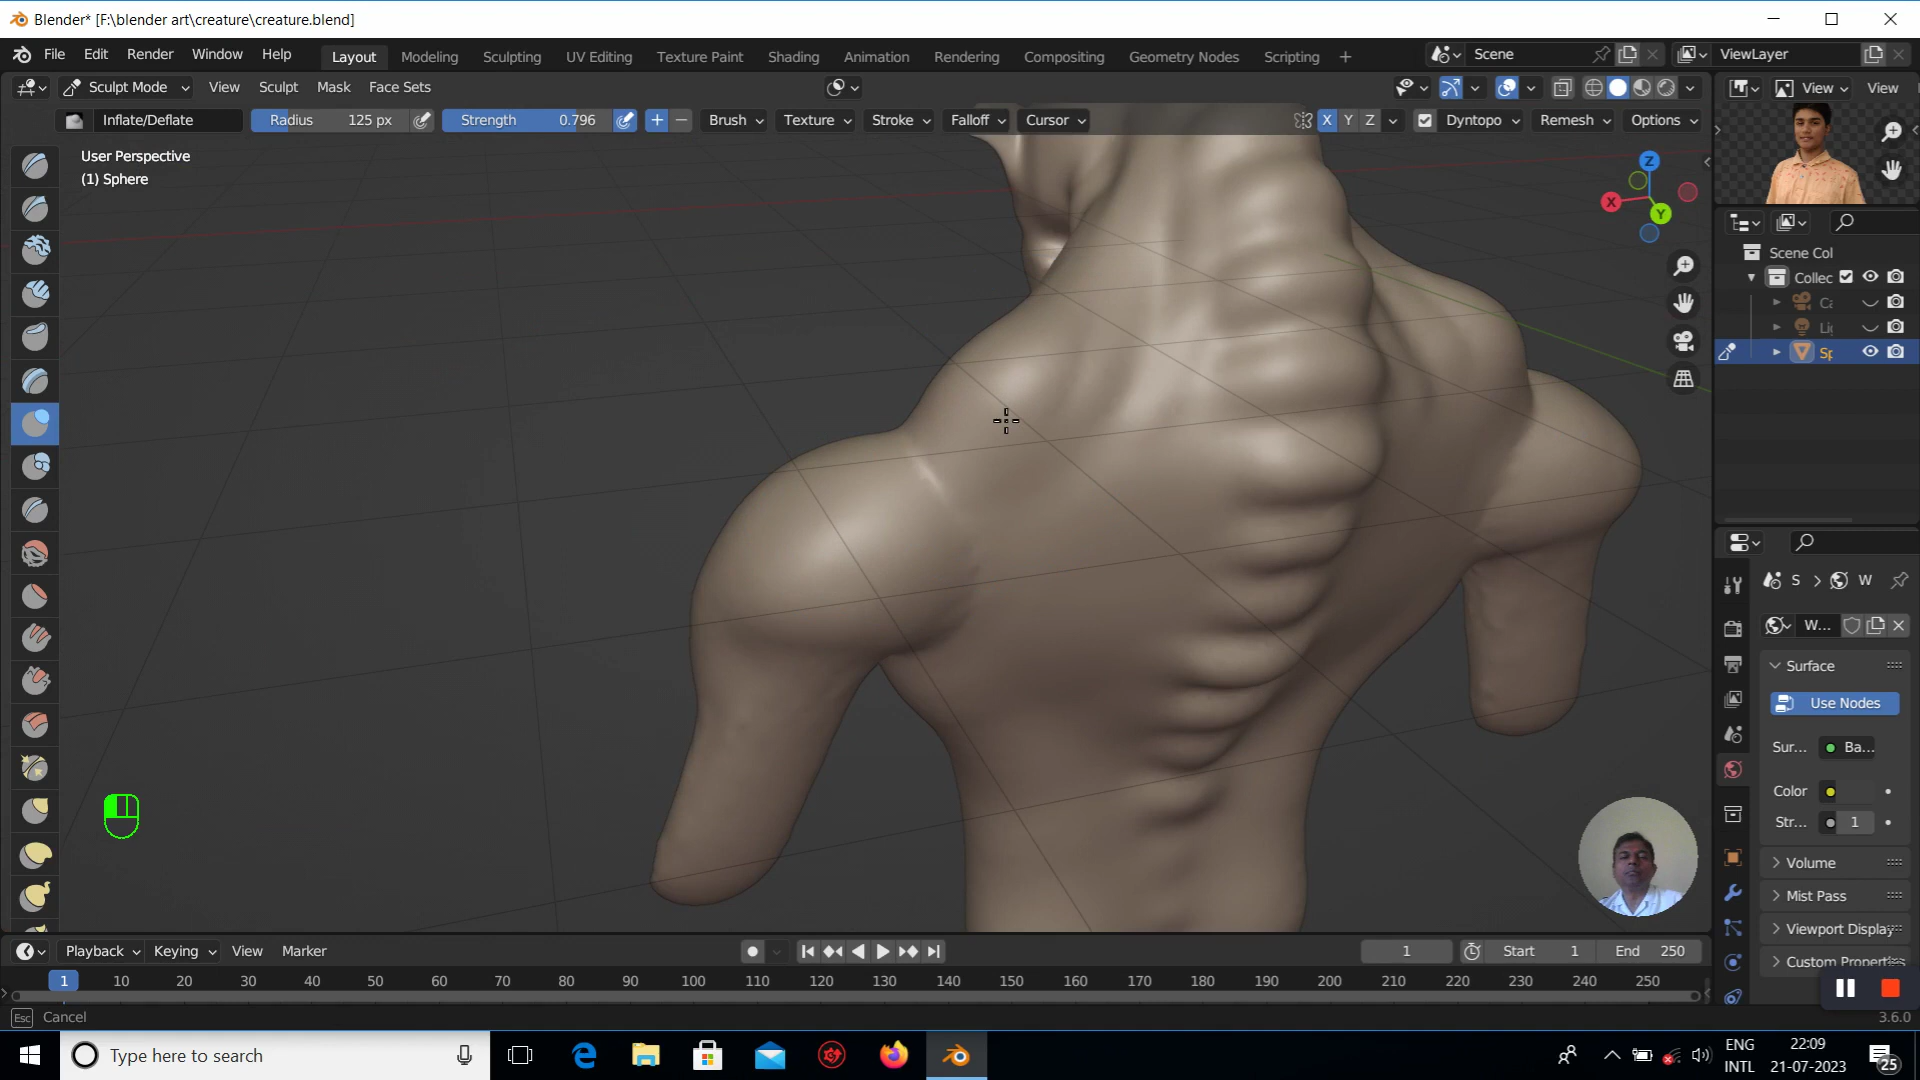 Blender* [F:\blender art\creature\creature.blend]
File Edit Render Window Help Layout Modeling Sculpting UV Editing Texture Paint Shading Animation Rendering Compositing Geometry Nodes Scripting + Scene ViewLayer
Sculpt Mode View Sculpt Mask Face Sets View View
Inflate/Deflate Radius 125 px Strength 0.796 + − Brush Texture Stroke Falloff Cursor X Y Z Dyntopo Remesh Options
User Perspective
(1) Sphere
Z
X
Y
Scene Col
Collec
Ca
Li
Sp
S > W
W...
Surface
Use Nodes
Sur... Ba...
Color
Str... 1
Volume
Mist Pass
Viewport Display
Custom Properties
Playback Keying View Marker 1 Start 1 End 250
1 10 20 30 40 50 60 70 80 90 100 110 120 130 140 150 160 170 180 190 200 210 220 230 240 250
Esc Cancel 3.6.0
Type here to search
ENG 22:09
INTL 21-07-2023 25